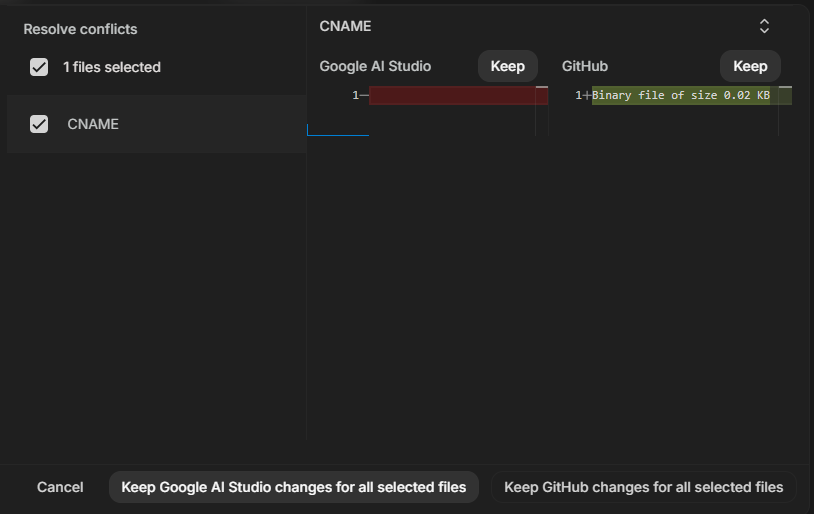 Resolve conflicts
1 files selected
CNAME
CNAME
Google AI Studio
Keep
GitHub
Keep
1—
1+Binary file of size 0.02 KB
Cancel
Keep Google AI Studio changes for all selected files
Keep GitHub changes for all selected files